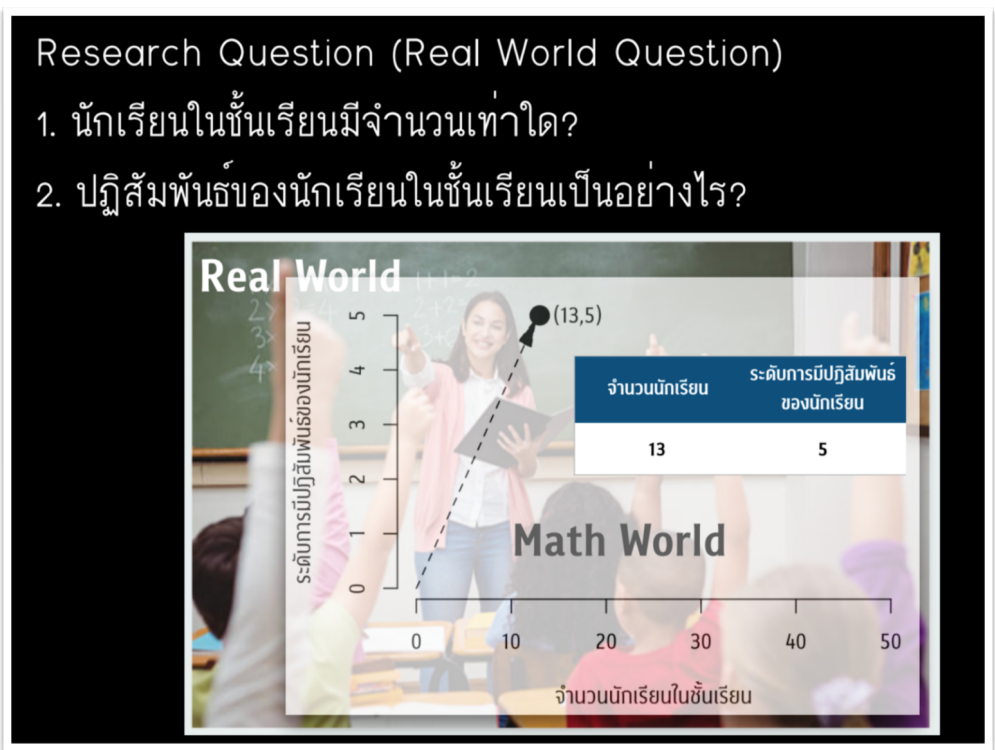 Research Question (Real World Question)
1. นักเรียนในชั้นเรียนมีจำนวนเท่าใด?
2. ปฏิสัมพันธ์ของนักเรียนในชั้นเรียนเป็นอย่างไร?
Real World
1+1=2
2+2
3+
3×
4×
ระดับการมีปฏิสัมพันธ์ของนักเรียน
5
4
3
2
1
0
(13,5)
จำนวนนักเรียน
ระดับการมีปฏิสัมพันธ์
ของนักเรียน
13
5
Math World
0
10
20
30
40
50
จำนวนนักเรียนในชั้นเรียน